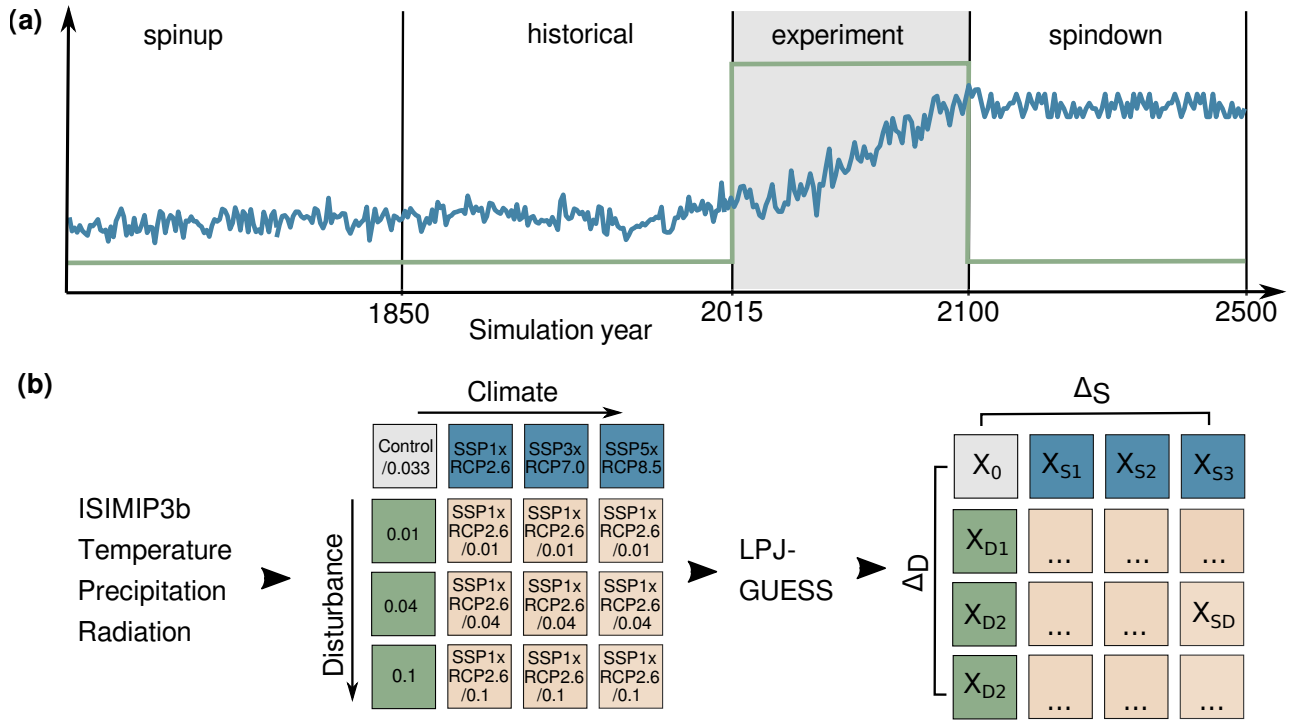 (a)
spinup historical experiment spindown
1850 2015 2100 2500
Simulation year
(b)
Climate
Disturbance
ISIMIP3b
Temperature
Precipitation
Radiation
Control
/0.033
SSP1x
RCP2.6
SSP3x
RCP7.0
SSP5x
RCP8.5
0.01
SSP1x
RCP2.6
/0.01
SSP1x
RCP2.6
/0.01
SSP1x
RCP2.6
/0.01
0.04
SSP1x
RCP2.6
/0.04
SSP1x
RCP2.6
/0.04
SSP1x
RCP2.6
/0.04
0.1
SSP1x
RCP2.6
/0.1
SSP1x
RCP2.6
/0.1
SSP1x
RCP2.6
/0.1
LPJ-
GUESS
ΔS
ΔD
X0 XS1 XS2 XS3
XD1 ... ... ...
XD2 ... ... XSD
XD2 ... ... ...